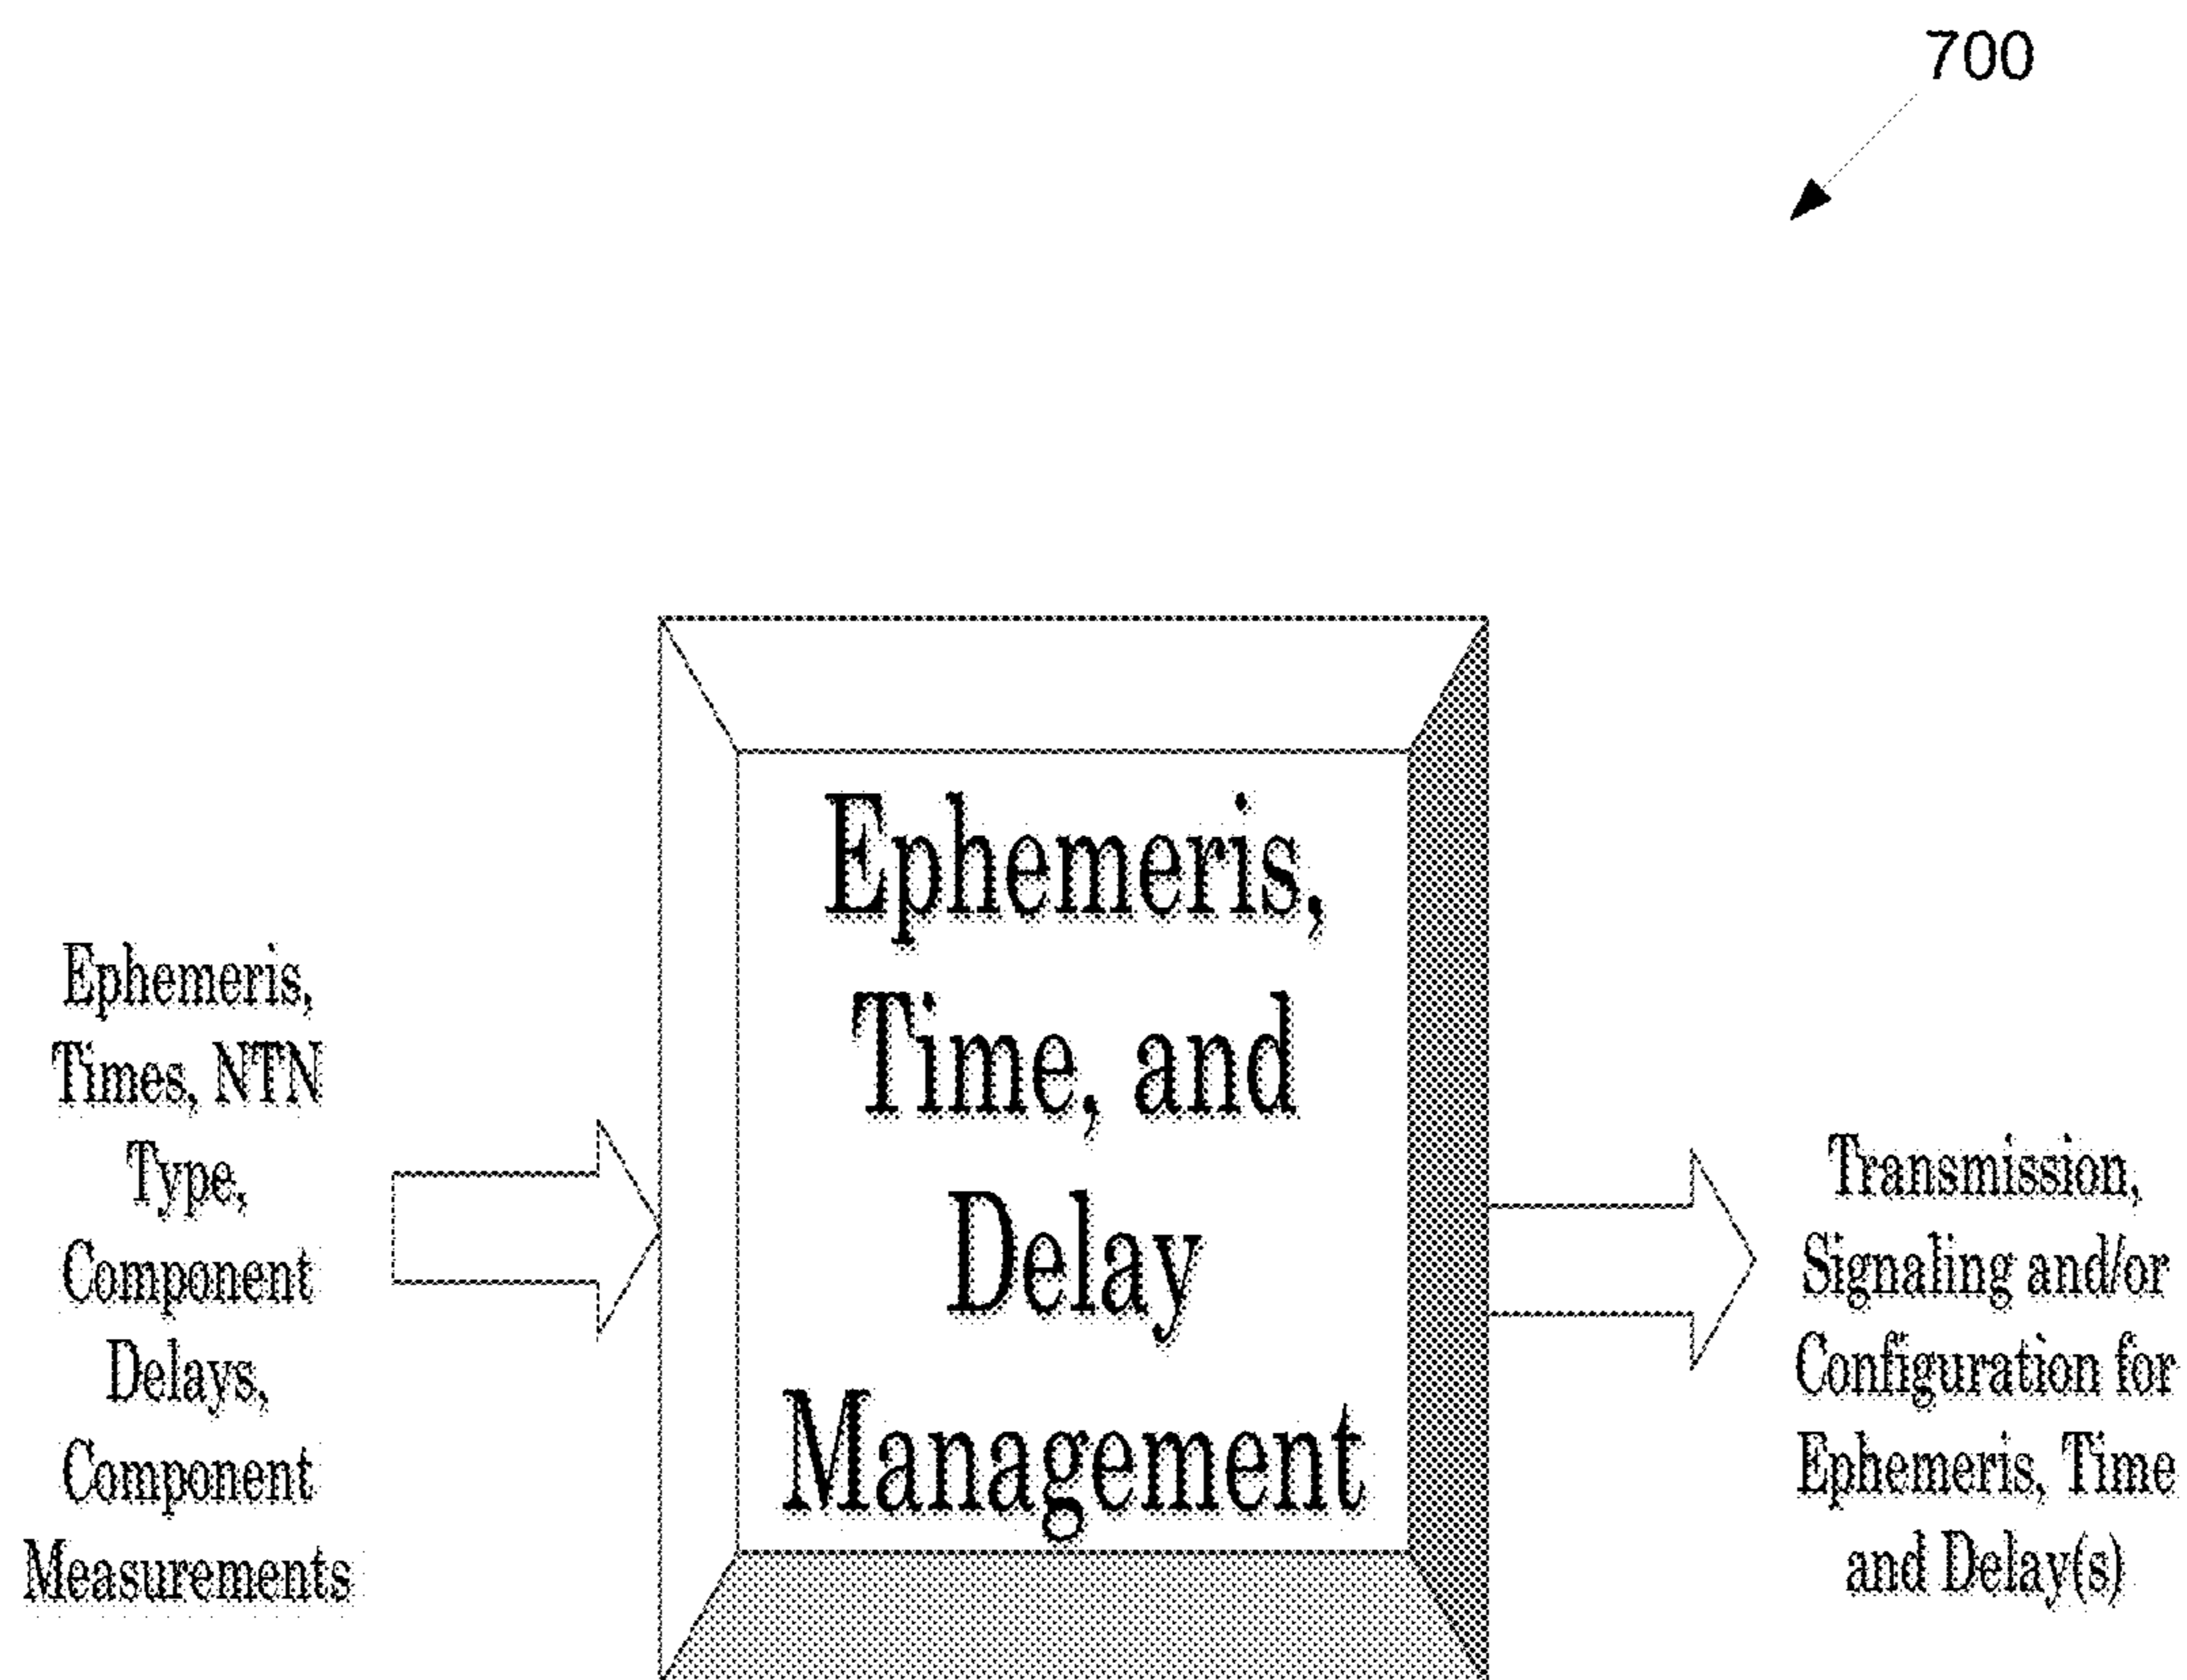 700
Ephemeris,
Times, NTN
Type,
Component
Delays,
Component
Measurements
Ephemeris,
Time, and
Delay
Management
Transmission,
Signaling and/or
Configuration for
Ephemeris, Time
and Delay(s)